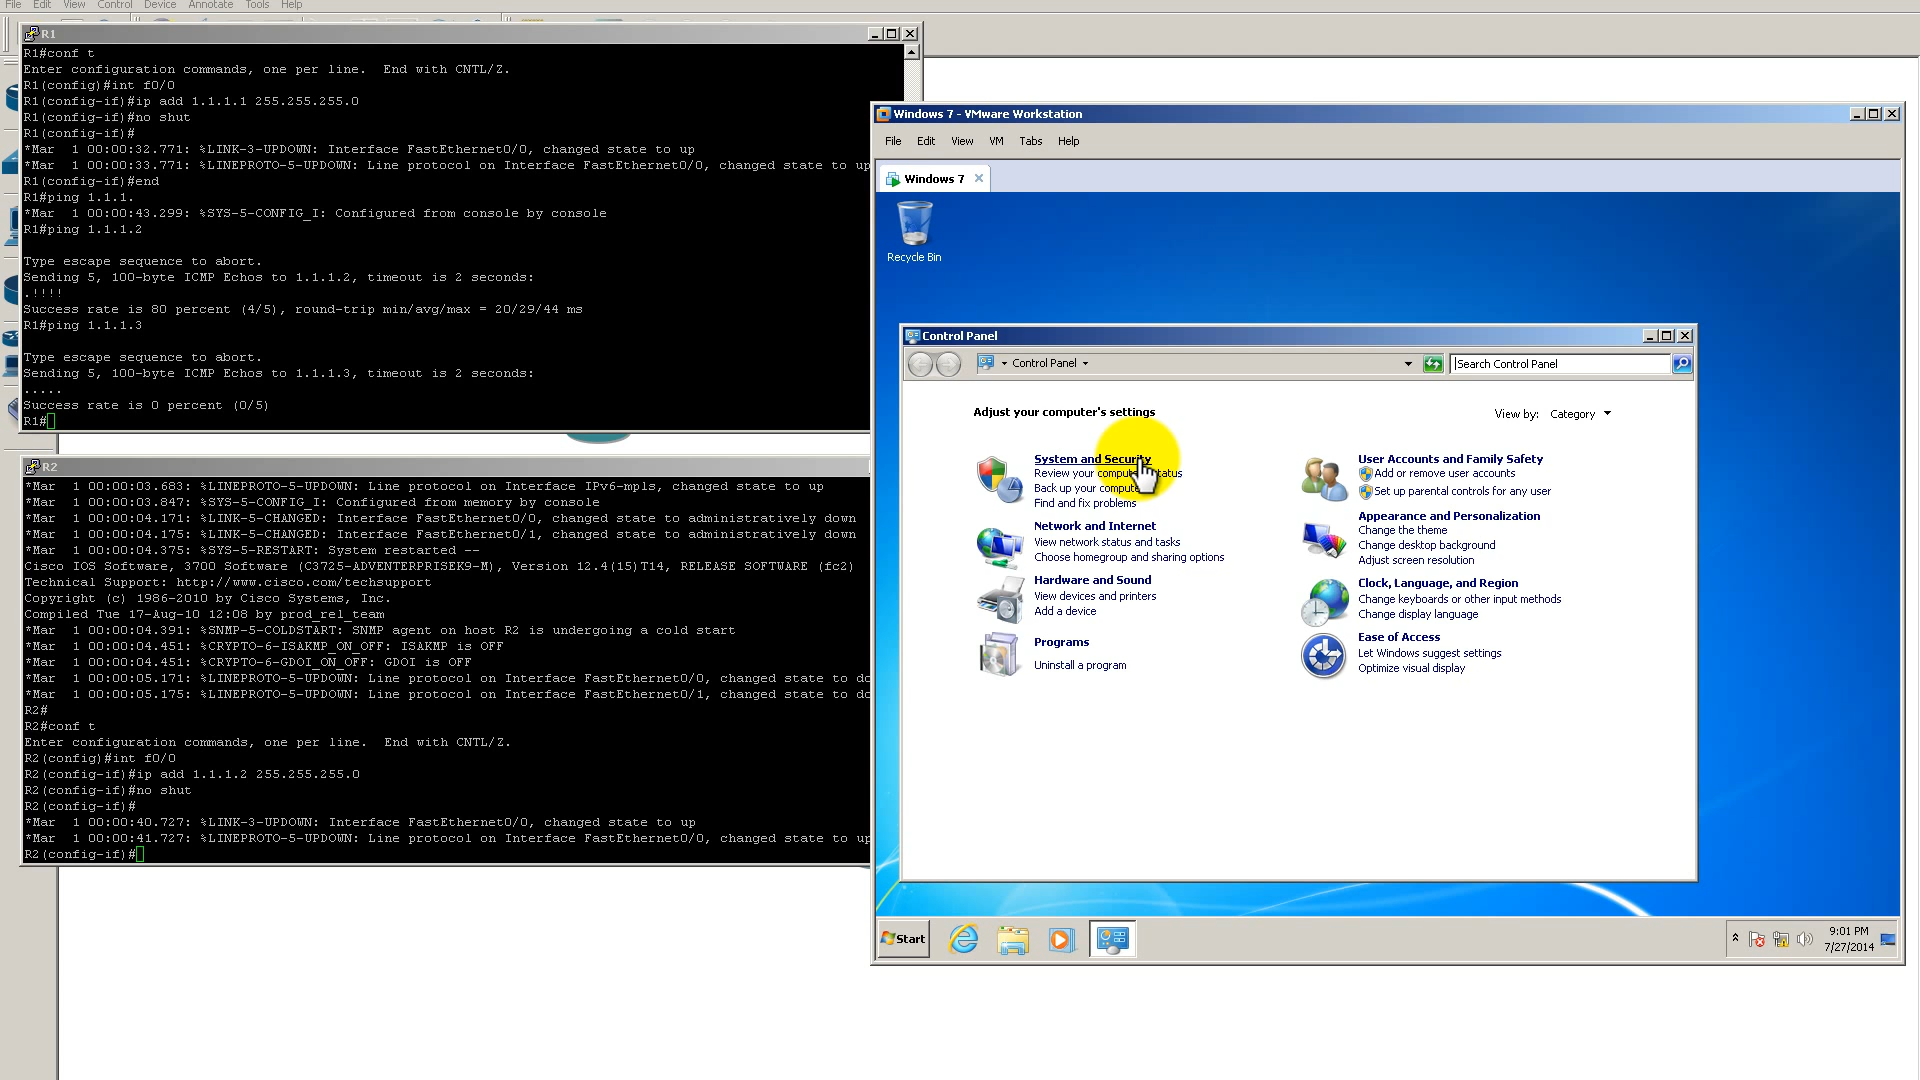 File Edit View Control Device Annotate Tools Help
R1
R1#conf t
Enter configuration commands, one per line.  End with CNTL/Z.
R1(config)#int f0/0
R1(config-if)#ip add 1.1.1.1 255.255.255.0
R1(config-if)#no shut
R1(config-if)#
*Mar  1 00:00:32.771: %LINK-3-UPDOWN: Interface FastEthernet0/0, changed state to up
*Mar  1 00:00:33.771: %LINEPROTO-5-UPDOWN: Line protocol on Interface FastEthernet0/0, changed state to up
R1(config-if)#end
R1#ping 1.1.1.
*Mar  1 00:00:43.299: %SYS-5-CONFIG_I: Configured from console by console
R1#ping 1.1.1.2
Type escape sequence to abort.
Sending 5, 100-byte ICMP Echos to 1.1.1.2, timeout is 2 seconds:
.!!!!
Success rate is 80 percent (4/5), round-trip min/avg/max = 20/29/44 ms
R1#ping 1.1.1.3
Type escape sequence to abort.
Sending 5, 100-byte ICMP Echos to 1.1.1.3, timeout is 2 seconds:
.....
Success rate is 0 percent (0/5)
R1#
R2
*Mar  1 00:00:03.683: %LINEPROTO-5-UPDOWN: Line protocol on Interface IPv6-mpls, changed state to up
*Mar  1 00:00:03.847: %SYS-5-CONFIG_I: Configured from memory by console
*Mar  1 00:00:04.171: %LINK-5-CHANGED: Interface FastEthernet0/0, changed state to administratively down
*Mar  1 00:00:04.175: %LINK-5-CHANGED: Interface FastEthernet0/1, changed state to administratively down
*Mar  1 00:00:04.375: %SYS-5-RESTART: System restarted --
Cisco IOS Software, 3700 Software (C3725-ADVENTERPRISEK9-M), Version 12.4(15)T14, RELEASE SOFTWARE (fc2)
Technical Support: http://www.cisco.com/techsupport
Copyright (c) 1986-2010 by Cisco Systems, Inc.
Compiled Tue 17-Aug-10 12:08 by prod_rel_team
*Mar  1 00:00:04.391: %SNMP-5-COLDSTART: SNMP agent on host R2 is undergoing a cold start
*Mar  1 00:00:04.451: %CRYPTO-6-ISAKMP_ON_OFF: ISAKMP is OFF
*Mar  1 00:00:04.451: %CRYPTO-6-GDOI_ON_OFF: GDOI is OFF
*Mar  1 00:00:05.171: %LINEPROTO-5-UPDOWN: Line protocol on Interface FastEthernet0/0, changed state to do
*Mar  1 00:00:05.175: %LINEPROTO-5-UPDOWN: Line protocol on Interface FastEthernet0/1, changed state to do
R2#
R2#conf t
Enter configuration commands, one per line.  End with CNTL/Z.
R2(config)#int f0/0
R2(config-if)#ip add 1.1.1.2 255.255.255.0
R2(config-if)#no shut
R2(config-if)#
*Mar  1 00:00:40.727: %LINK-3-UPDOWN: Interface FastEthernet0/0, changed state to up
*Mar  1 00:00:41.727: %LINEPROTO-5-UPDOWN: Line protocol on Interface FastEthernet0/0, changed state to up
R2(config-if)#
Windows 7 - VMware Workstation
File Edit View VM Tabs Help
Windows 7
Recycle Bin
Control Panel
Control Panel
Search Control Panel
Adjust your computer's settings
View by: Category
System and Security
Review your computer's status
Back up your computer
Find and fix problems
Network and Internet
View network status and tasks
Choose homegroup and sharing options
Hardware and Sound
View devices and printers
Add a device
Programs
Uninstall a program
User Accounts and Family Safety
Add or remove user accounts
Set up parental controls for any user
Appearance and Personalization
Change the theme
Change desktop background
Adjust screen resolution
Clock, Language, and Region
Change keyboards or other input methods
Change display language
Ease of Access
Let Windows suggest settings
Optimize visual display
Start
9:01 PM
7/27/2014